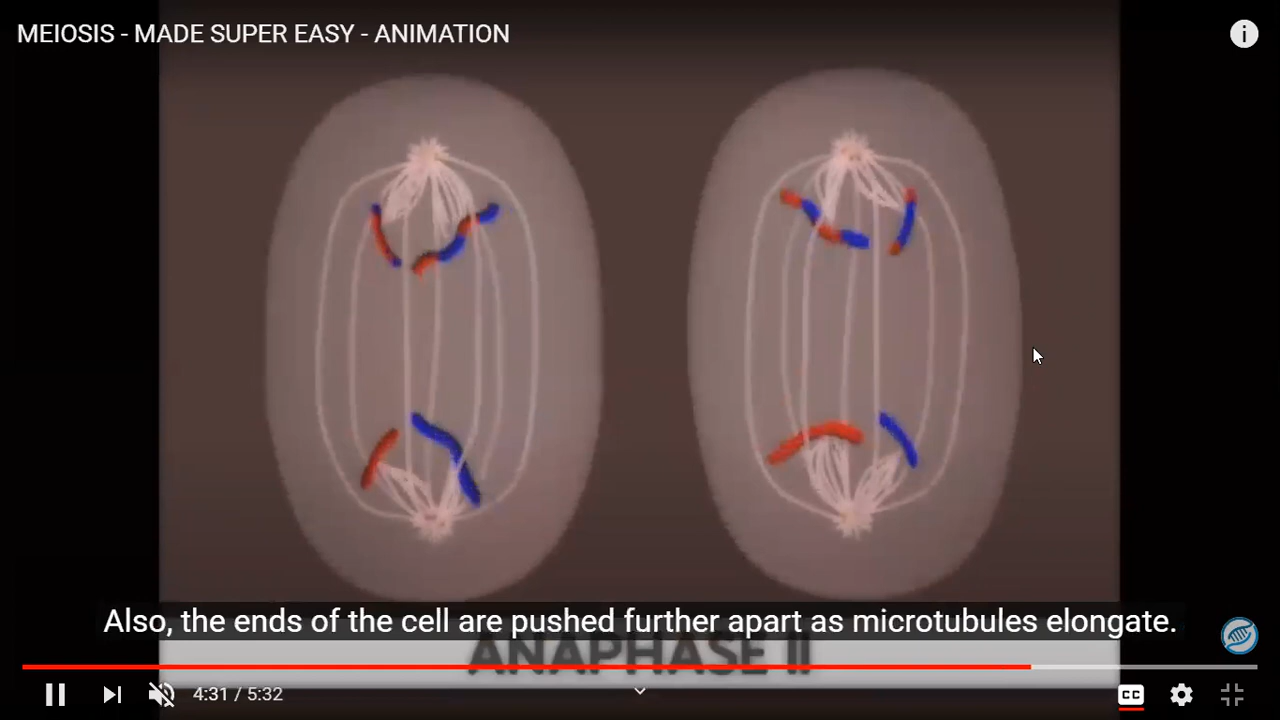 MEIOSIS - MADE SUPER EASY - ANIMATION
Also, the ends of the cell are pushed further apart as microtubules elongate.
ANAPHASE II
4:31 / 5:32
CC